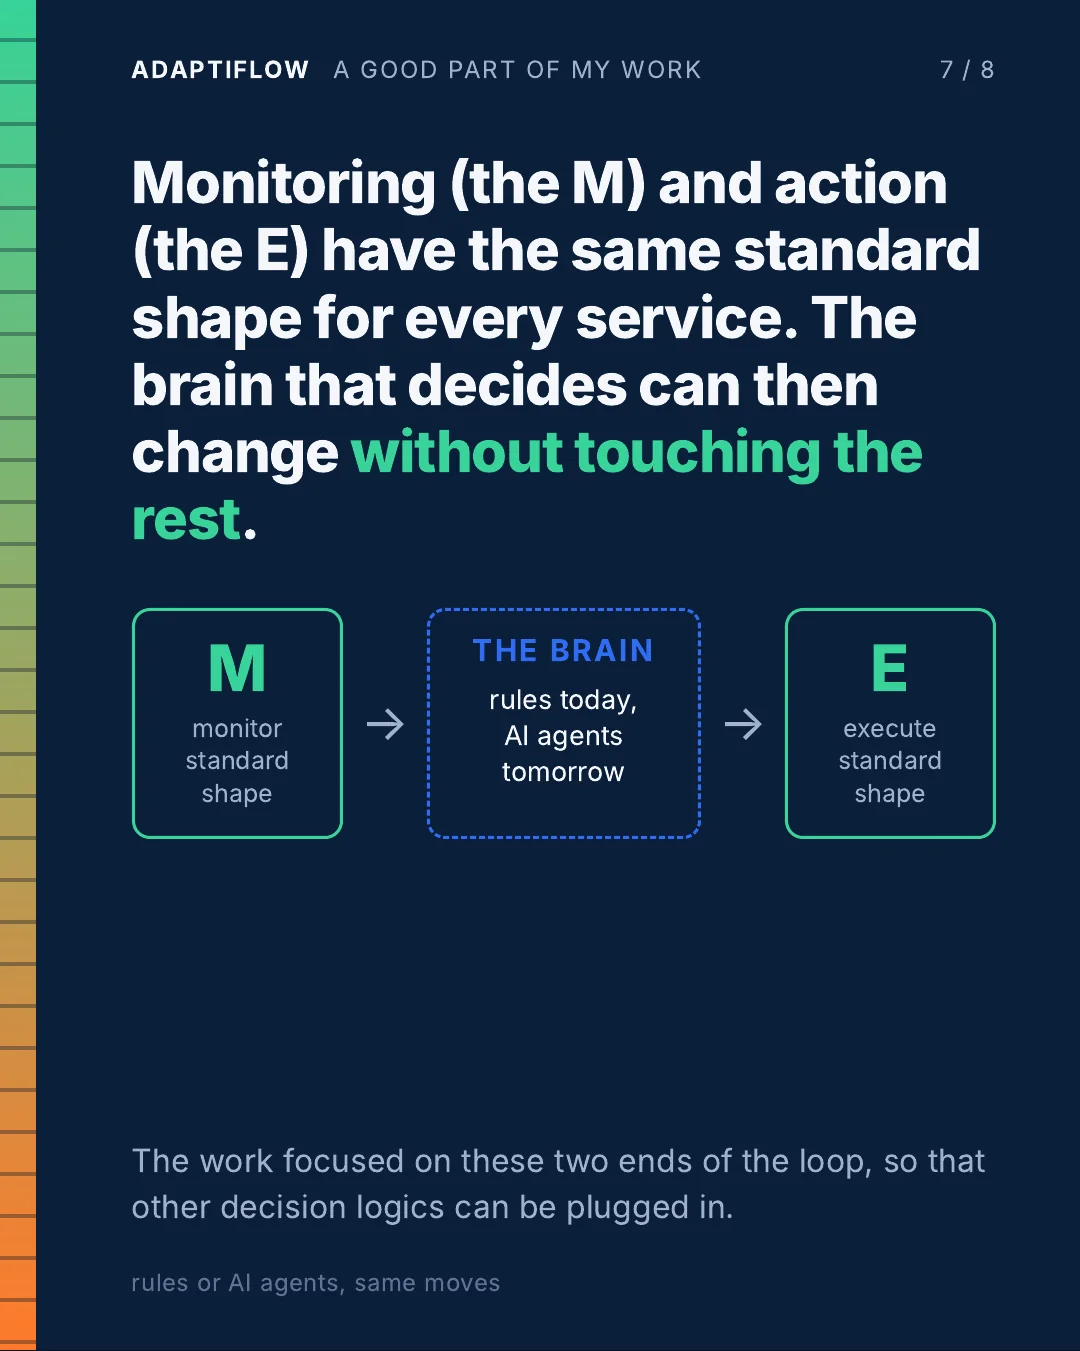 ADAPTIFLOW A GOOD PART OF MY WORK 7 / 8
Monitoring (the M) and action
(the E) have the same standard
shape for every service. The
brain that decides can then
change without touching the
rest.
M
monitor
standard
shape
→
THE BRAIN
rules today,
AI agents
tomorrow
→
E
execute
standard
shape
The work focused on these two ends of the loop, so that
other decision logics can be plugged in.
rules or AI agents, same moves